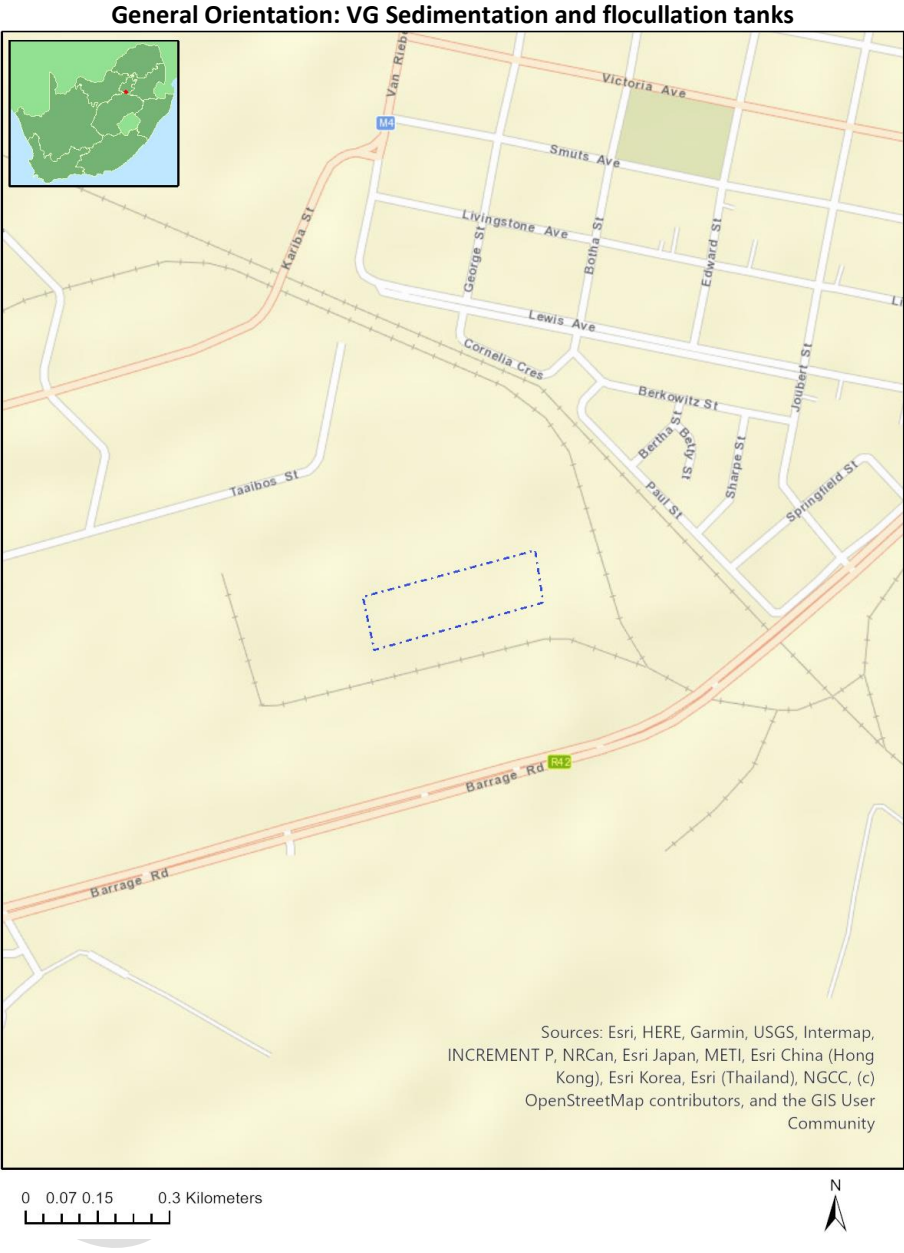 General Orientation: VG Sedimentation and flocullation tanks
Van Riebe
Victoria Ave
M4
Smuts Ave
Livingstone Ave
Kariba St
George St
Botha St
Edward St
Li
Lewis Ave
Cornelia Cres
Joubert St
Berkowitz St
Bertha St
Betty St
Sharpe St
Springfield St
Taaibos St
Paul St
Barrage Rd
R42
Barrage Rd
Sources: Esri, HERE, Garmin, USGS, Intermap,
INCREMENT P, NRCan, Esri Japan, METI, Esri China (Hong
Kong), Esri Korea, Esri (Thailand), NGCC, (c)
OpenStreetMap contributors, and the GIS User
Community
0 0.07 0.15 0.3 Kilometers
N